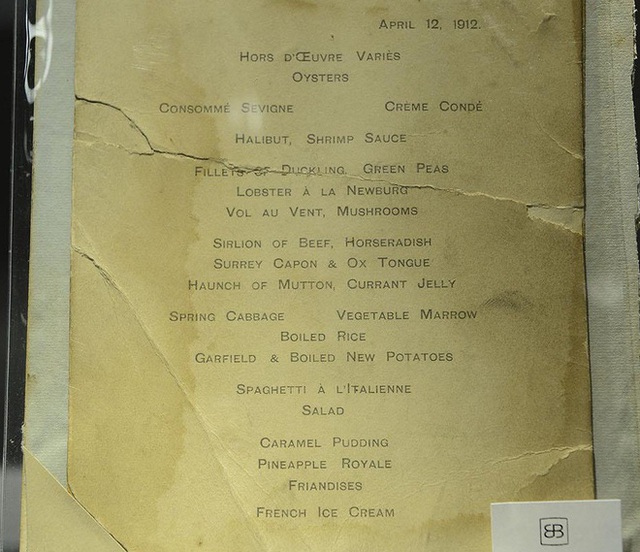 April 12, 1912.
Hors d'Œuvre Variès
Oysters
Consommé Sevigne Crème Condé
Halibut, Shrimp Sauce
Fillets of Duckling, Green Peas
Lobster à la Newburg
Vol au Vent, Mushrooms
Sirlion of Beef, Horseradish
Surrey Capon & Ox Tongue
Haunch of Mutton, Currant Jelly
Spring Cabbage Vegetable Marrow
Boiled Rice
Garfield & Boiled New Potatoes
Spaghetti à l'Italienne
Salad
Caramel Pudding
Pineapple Royale
Friandises
French Ice Cream